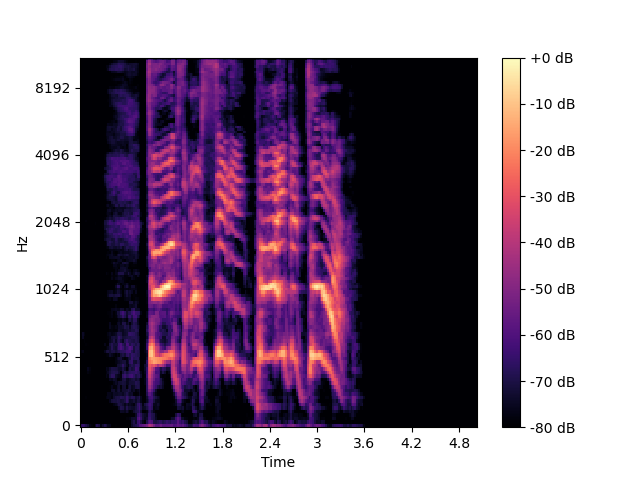 +0 dB
8192
-10 dB
4096
-20 dB
-30 dB
2048
Hz
-40 dB
1024
-50 dB
-60 dB
512
-70 dB
0
-80 dB
0 0.6 1.2 1.8 2.4 3 3.6 4.2 4.8
Time